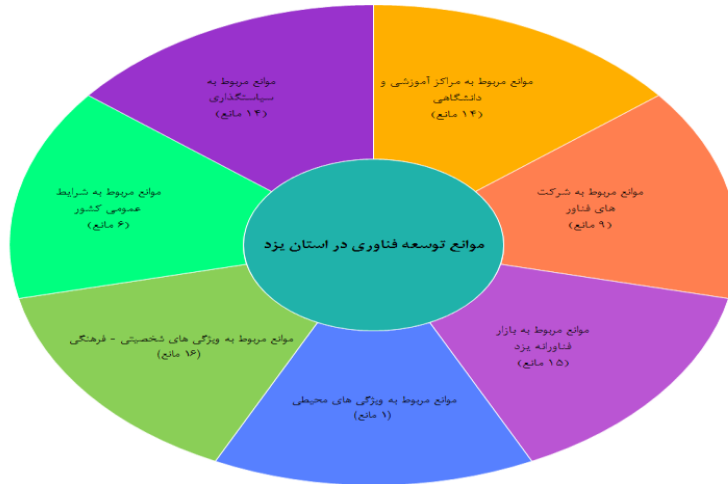 موانع مربوط به
سیاستگذاری
(۱۴ مانع)
موانع مربوط به مراکز آموزشی و
دانشگاهی
(۱۴ مانع)
موانع مربوط به شرایط
عمومی کشور
(۶ مانع)
موانع مربوط به شرکت
های فناور
(۹ مانع)
موانع توسعه فناوری در استان یزد
موانع مربوط به ویژگی های شخصیتی - فرهنگی
(۱۶ مانع)
موانع مربوط به بازار
فناورانه یزد
(۱۵ مانع)
موانع مربوط به ویژگی های محیطی
(۱ مانع)